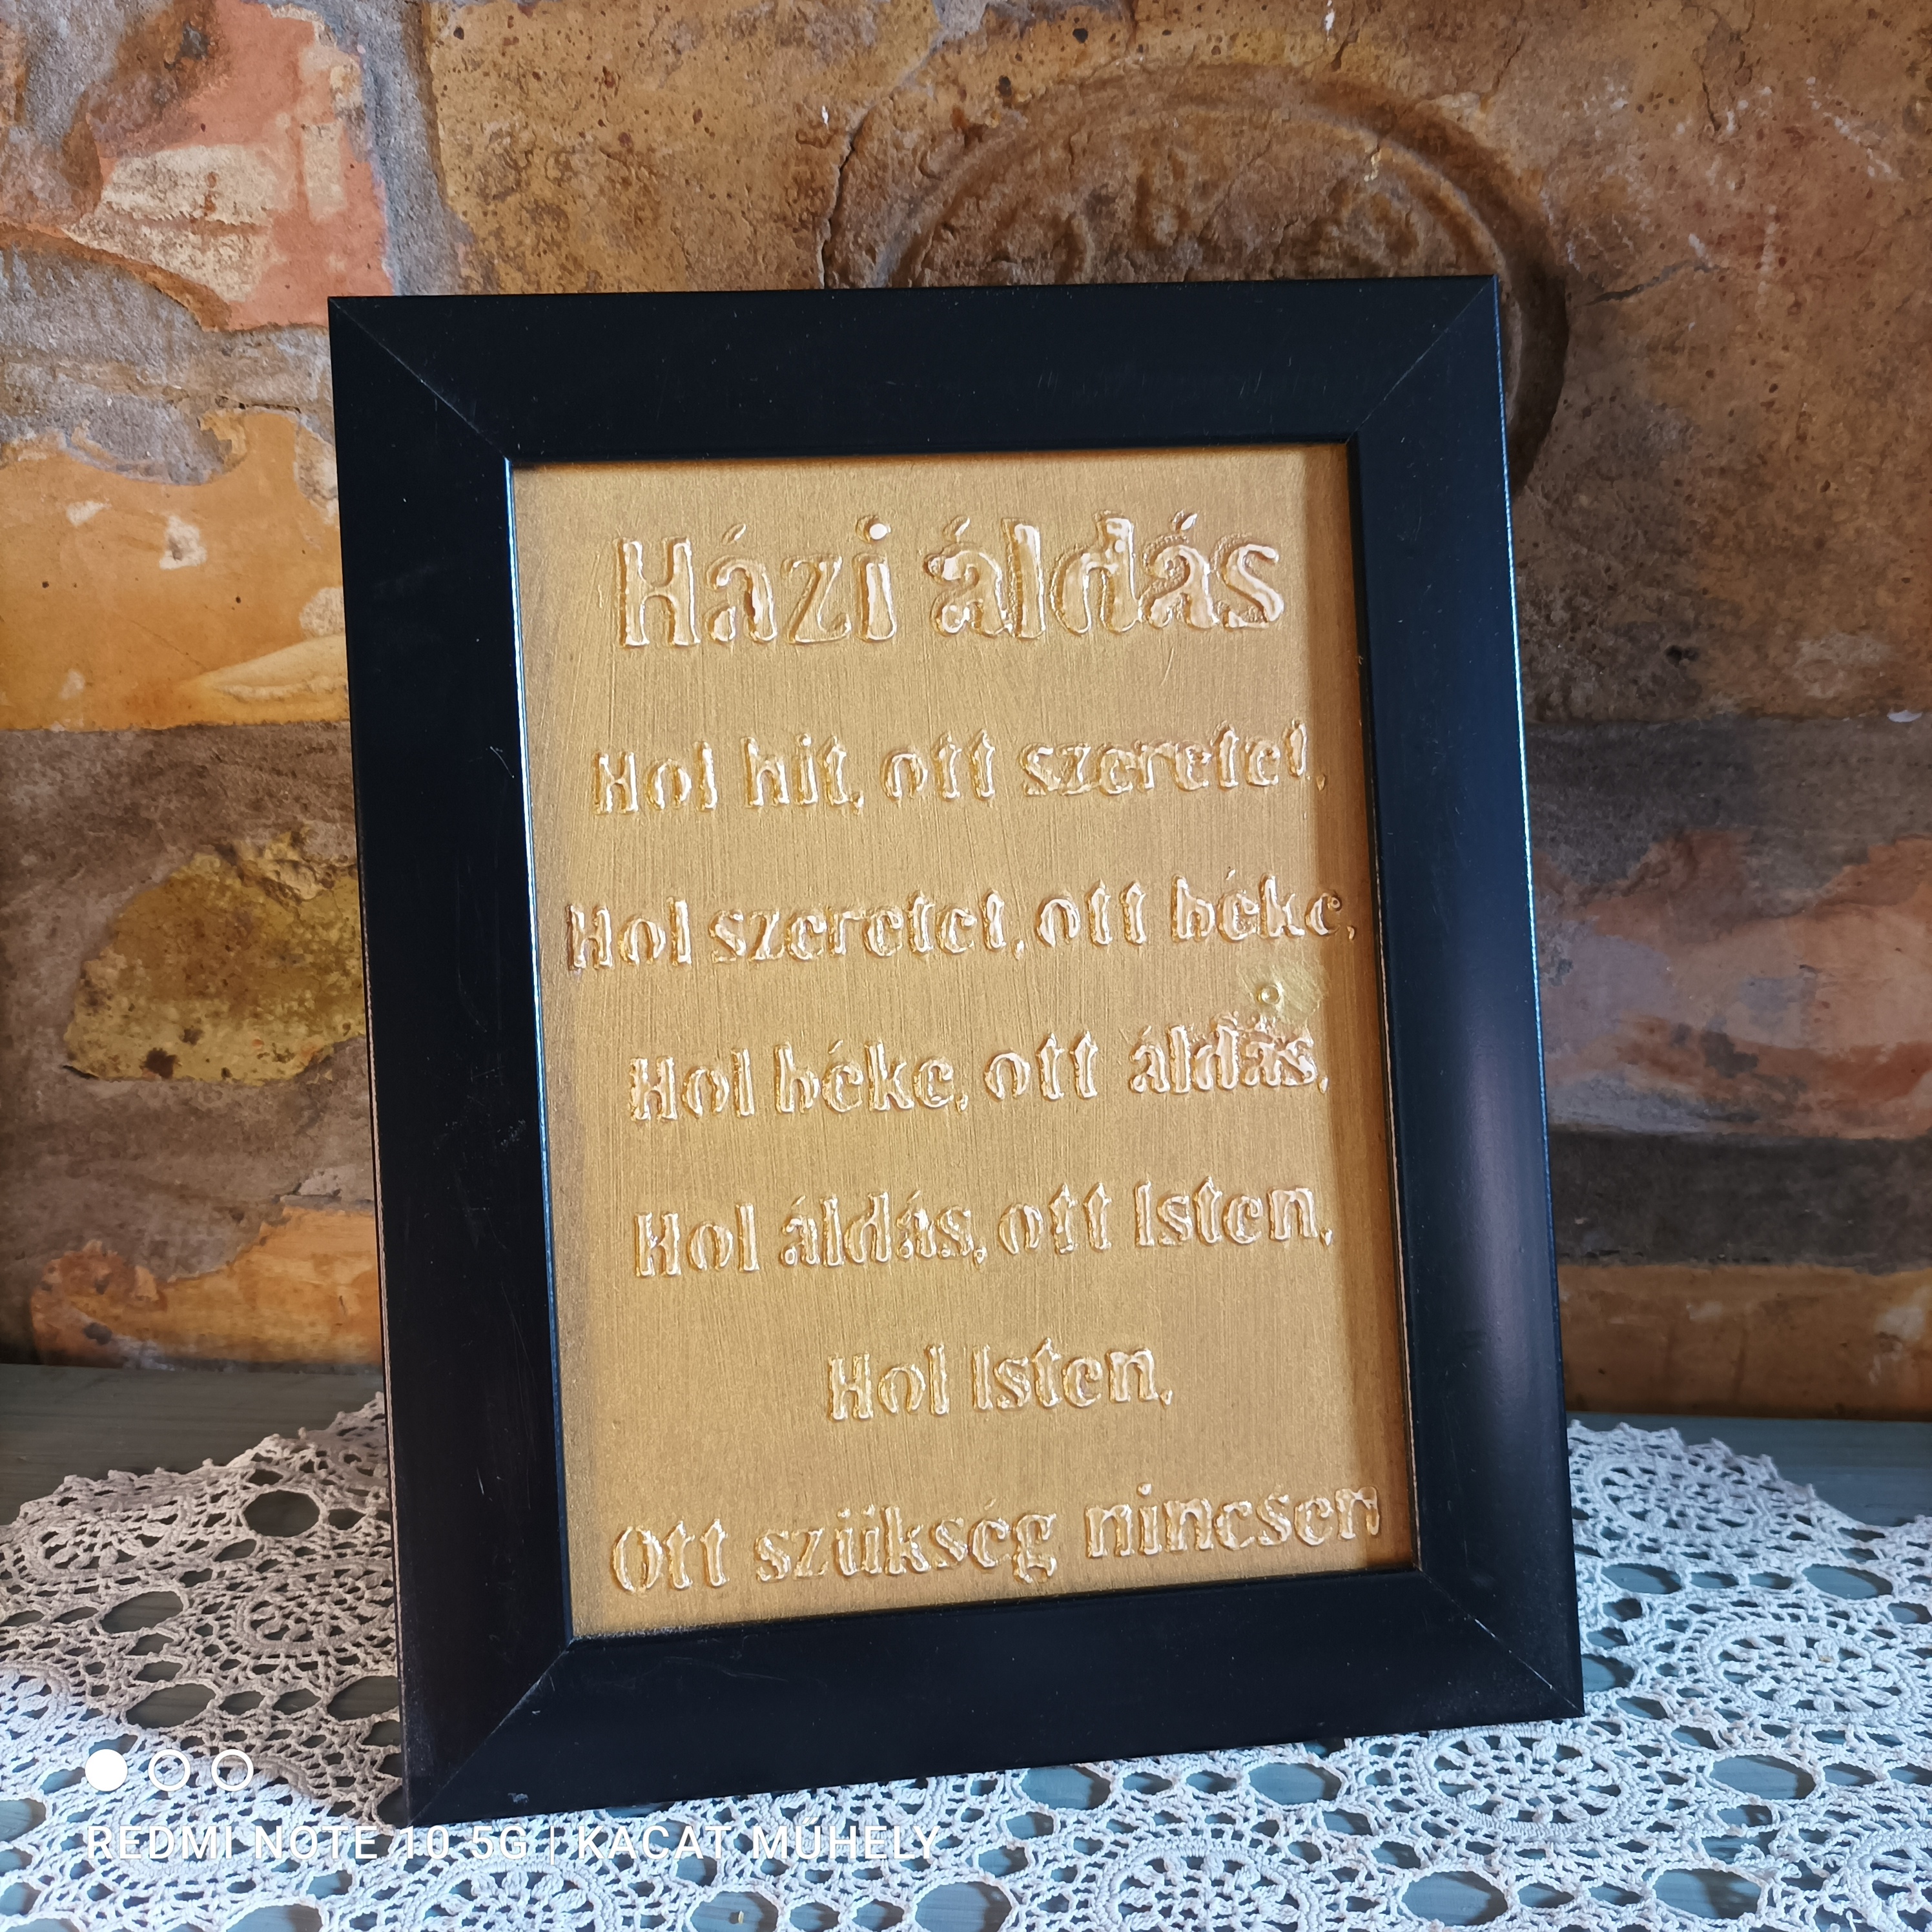 Házi áldás
Hol hit, ott szeretet,
Hol szeretet, ott béke,
Hol béke, ott áldás,
Hol áldás, ott Isten,
Hol Isten,
Ott szükség nincsen
REDMI NOTE 10 5G | KACAT MŰHELY